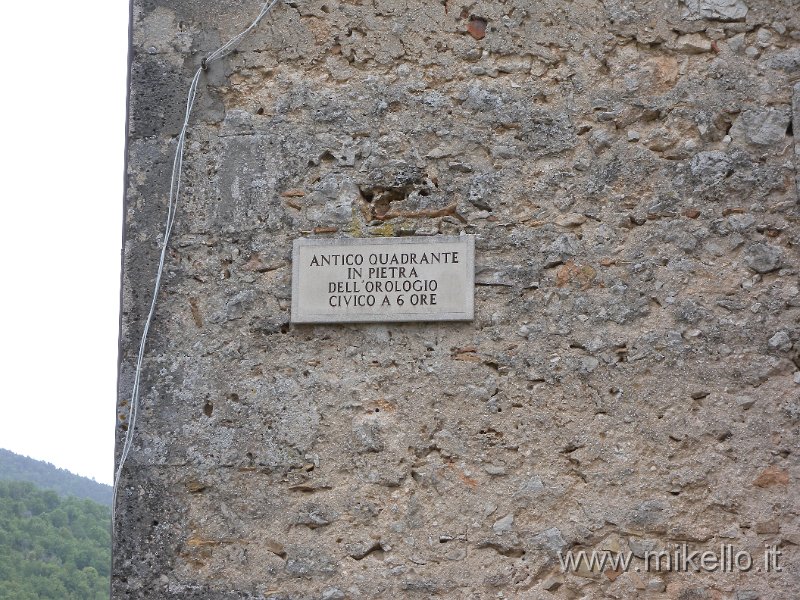 ANTICO QUADRANTE
IN PIETRA
DELL'OROLOGIO
CIVICO A 6 ORE
www.mikello.it